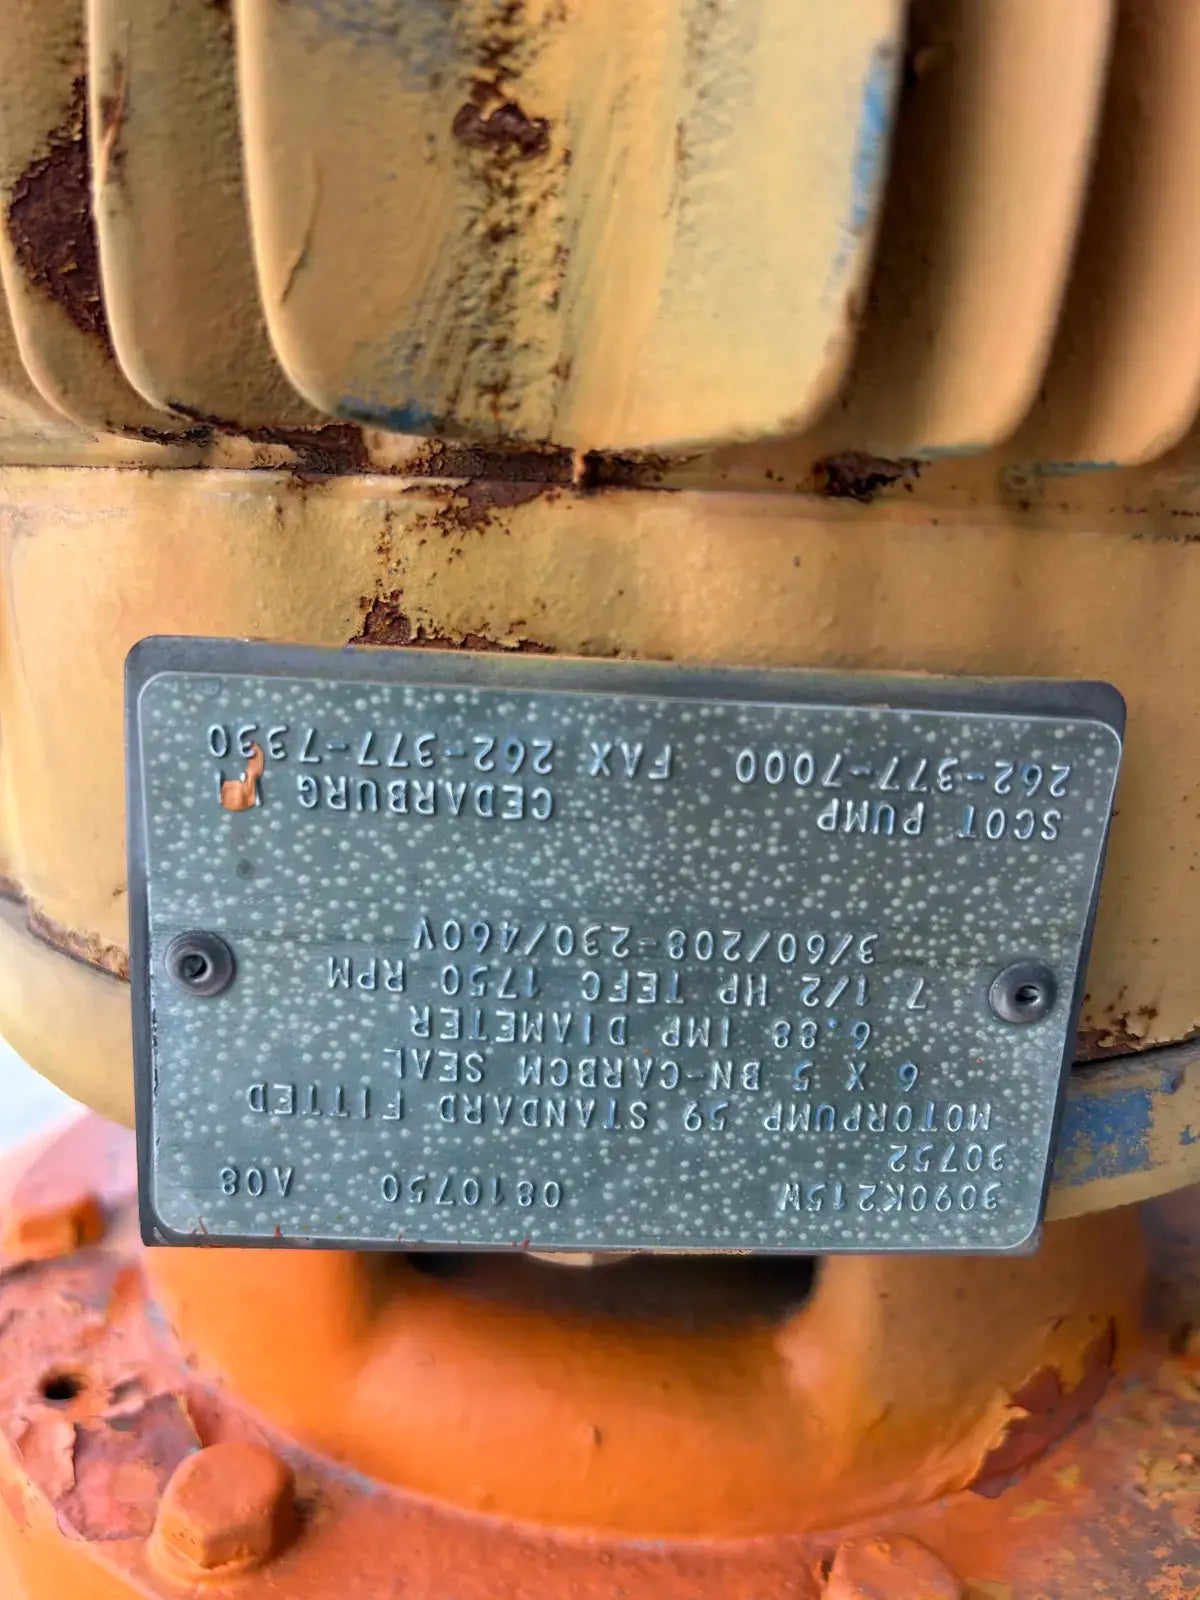 3090K215W 0810750 A08
30752
MOTORPUMP 59 STANDARD FITTED
6 X 5 BN-CARBCM SEAL
6.88 IMP DIAMETER
7 1/2 HP TEFC 1750 RPM
3/60/208-230/460V
SCOT PUMP CEDARBURG
262-377-7000 FAX 262-377-7330